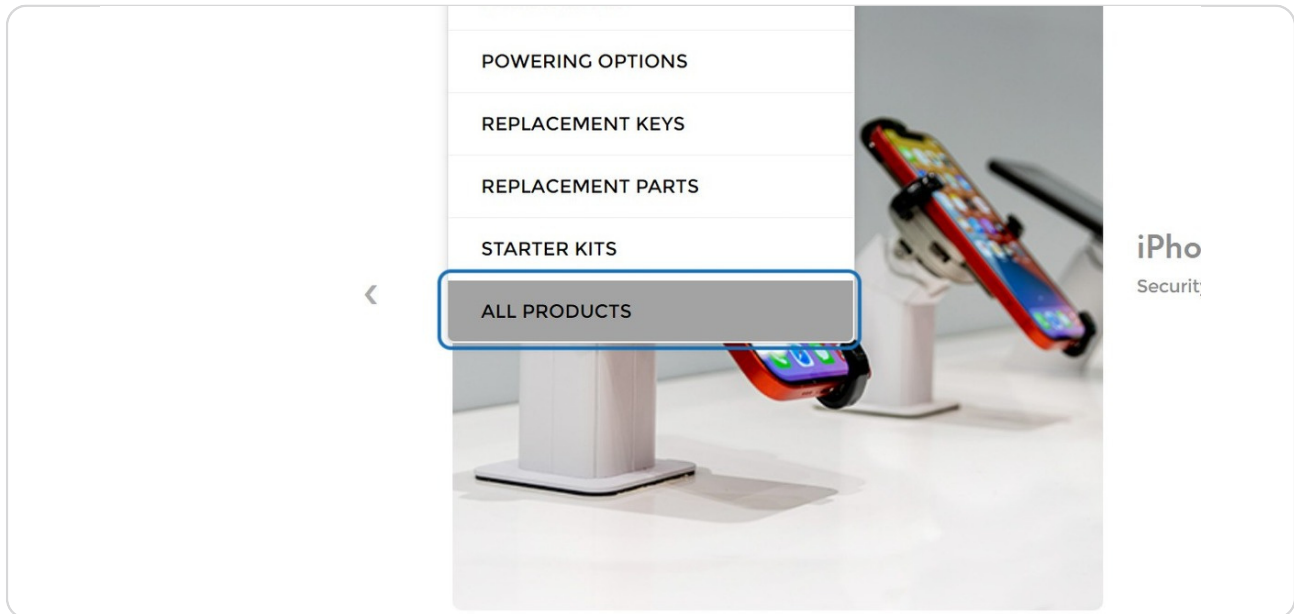 POWERING OPTIONS
REPLACEMENT KEYS
REPLACEMENT PARTS
STARTER KITS
ALL PRODUCTS
iPho
Securit